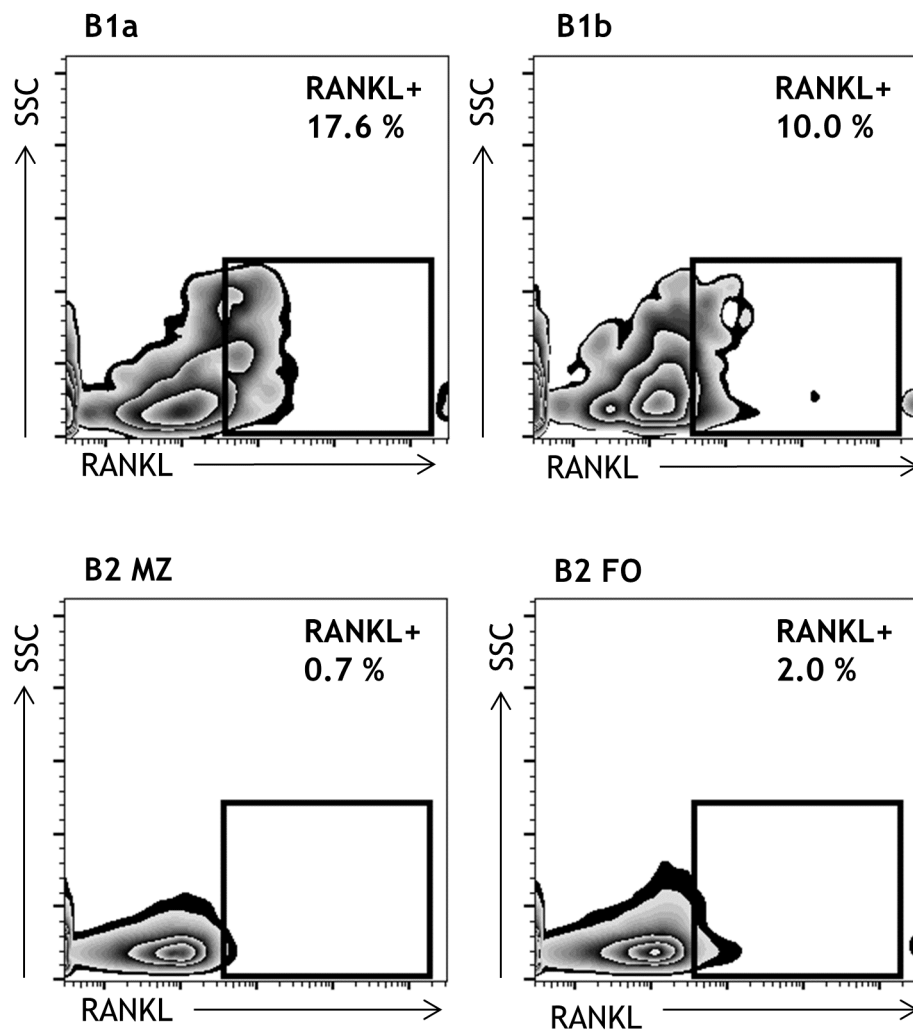 B1a
RANKL+
17.6 %
SSC
RANKL
B1b
RANKL+
10.0 %
SSC
RANKL
B2 MZ
RANKL+
0.7 %
SSC
RANKL
B2 FO
RANKL+
2.0 %
SSC
RANKL